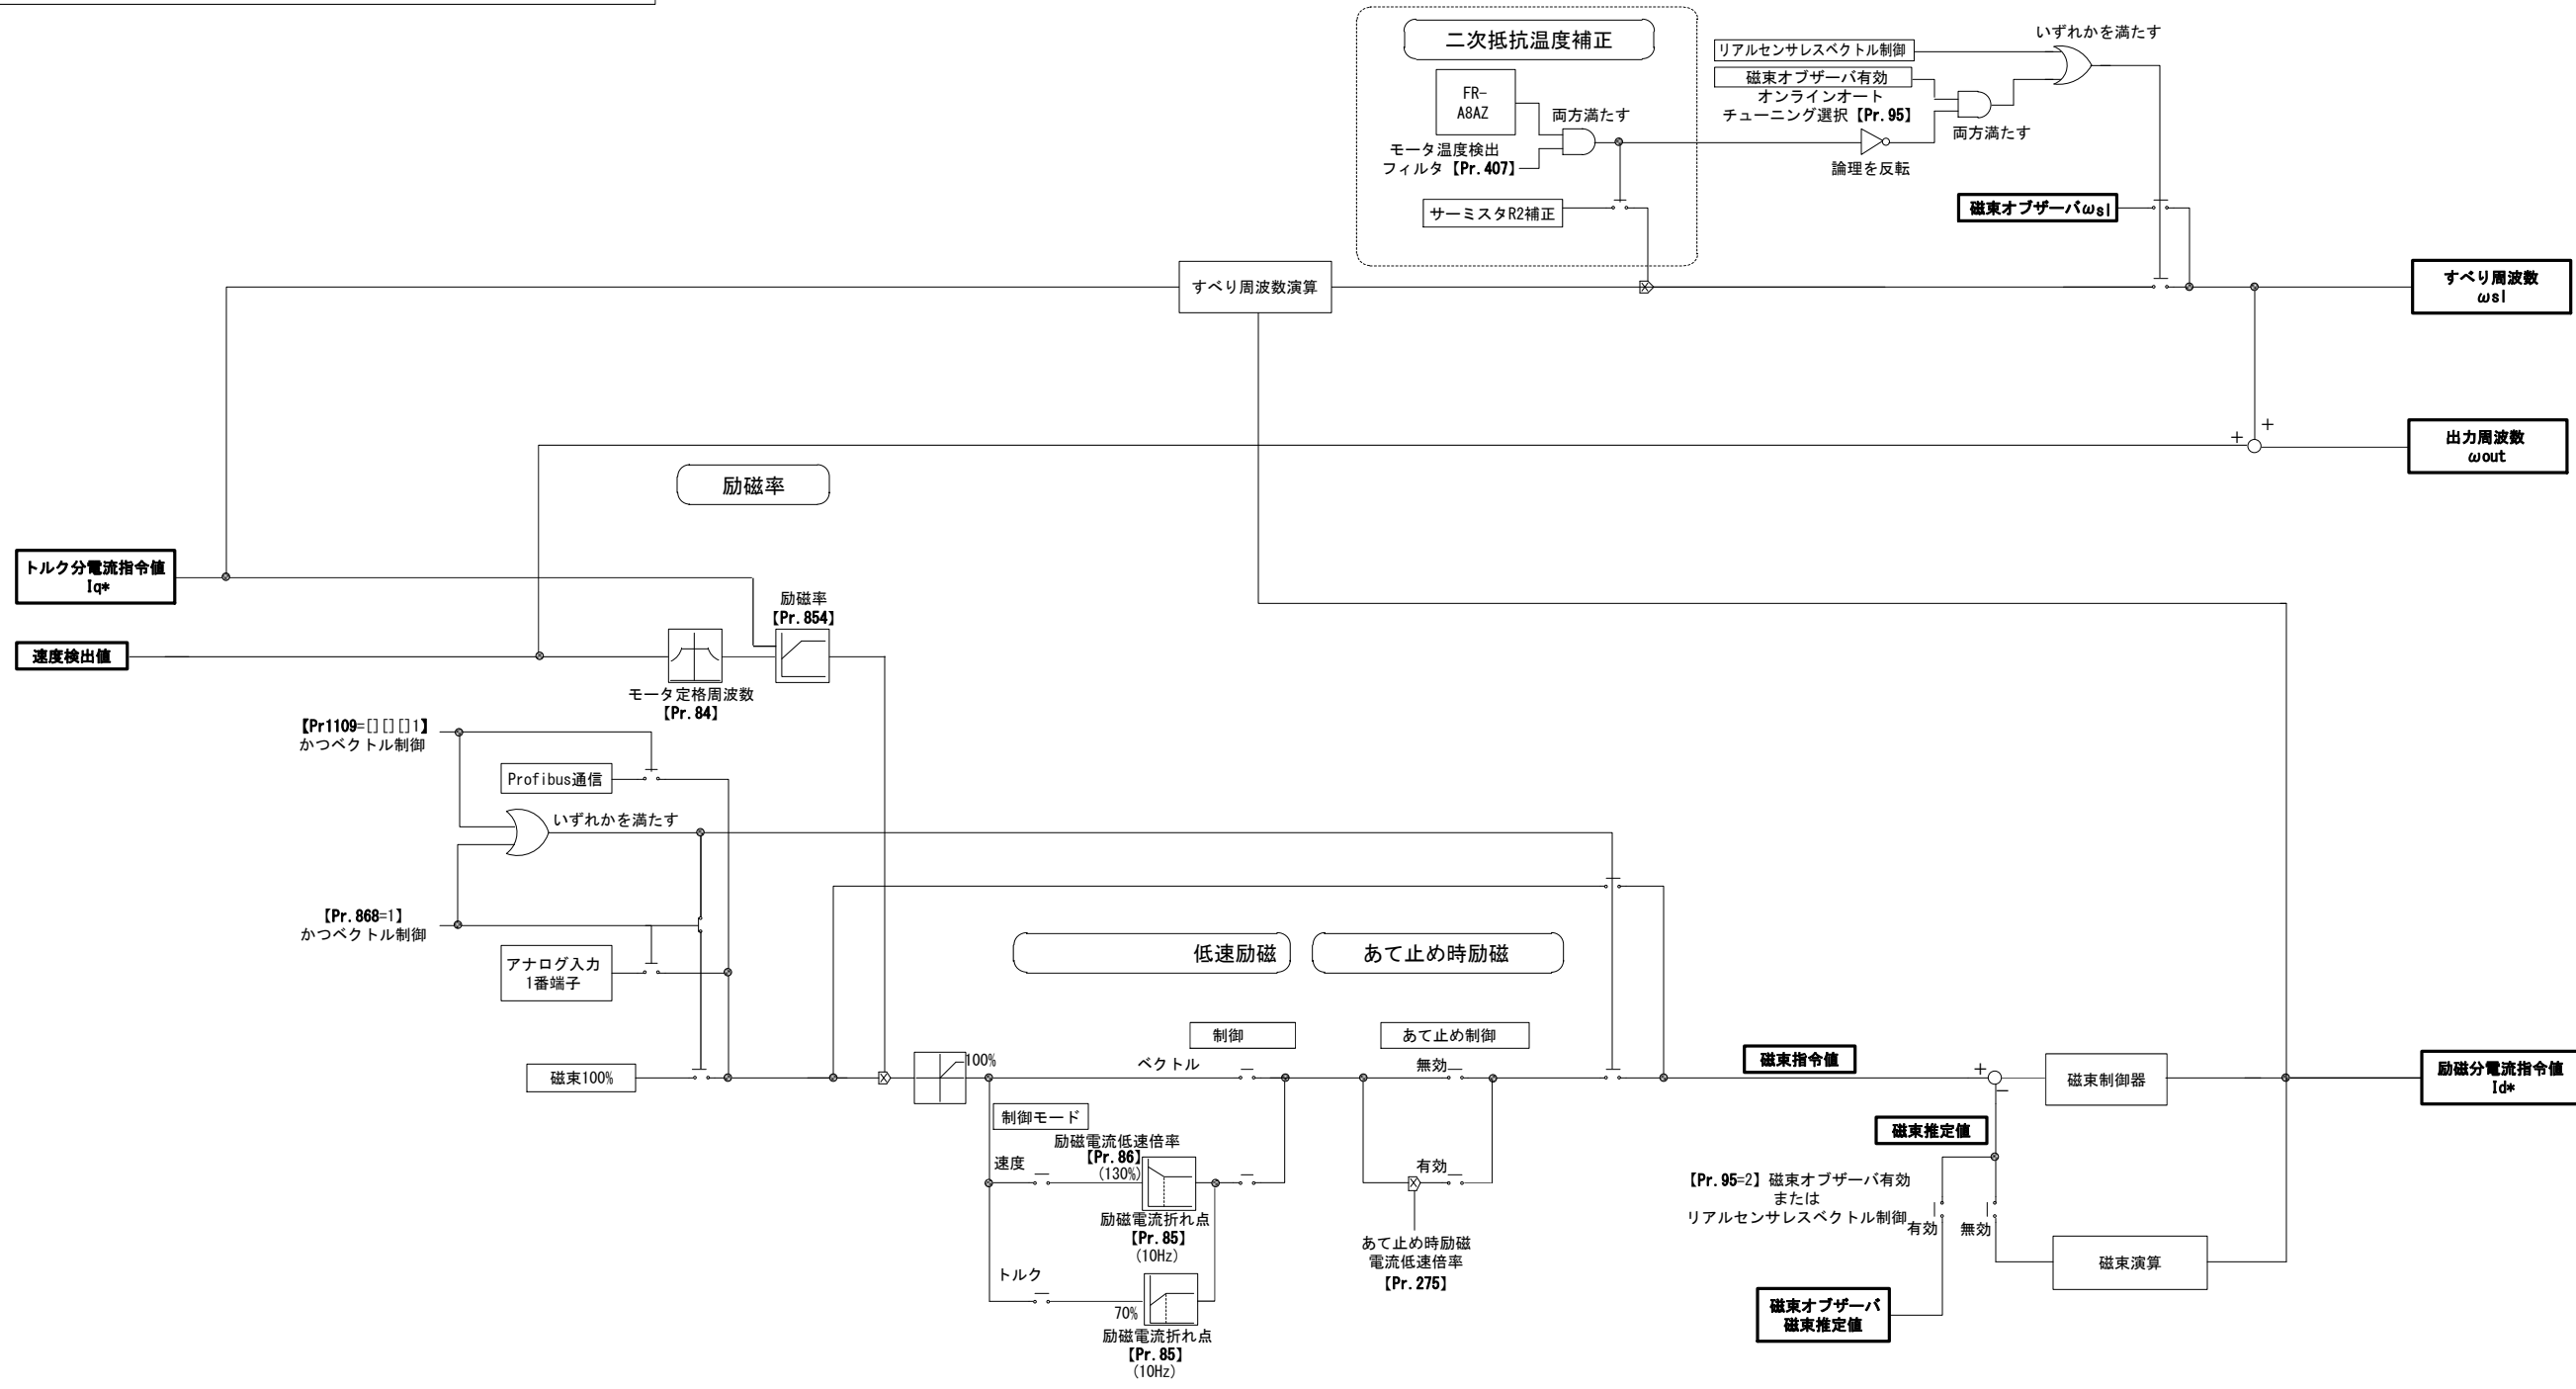 二次抵抗温度補正
FR-
A8AZ
両方満たす
モータ温度検出
フィルタ【Pr.407】
サーミスタR2補正
リアルセンサレスベクトル制御
磁束オブザーバ有効
オンラインオート
チューニング選択【Pr.95】
いずれかを満たす
両方満たす
論理を反転
磁束オブザーバωsl
すべり周波数演算
すべり周波数
ωsl
+
+
出力周波数
ωout
励磁率
トルク分電流指令値
Iq*
速度検出値
励磁率
【Pr.854】
モータ定格周波数
【Pr.84】
【Pr1109=[][][]1】
かつベクトル制御
Profibus通信
いずれかを満たす
【Pr.868=1】
かつベクトル制御
アナログ入力
1番端子
磁束100%
100%
低速励磁
あて止め時励磁
制御
ベクトル
あて止め制御
無効
制御モード
速度
励磁電流低速倍率
【Pr.86】
(130%)
励磁電流折れ点
【Pr.85】
(10Hz)
トルク
70%
励磁電流折れ点
【Pr.85】
(10Hz)
有効
あて止め時励磁
電流低速倍率
【Pr.275】
磁束指令値
+
−
磁束制御器
励磁分電流指令値
Id*
磁束推定値
【Pr.95=2】磁束オブザーバ有効
または
リアルセンサレスベクトル制御
有効
無効
磁束演算
磁束オブザーバ
磁束推定値